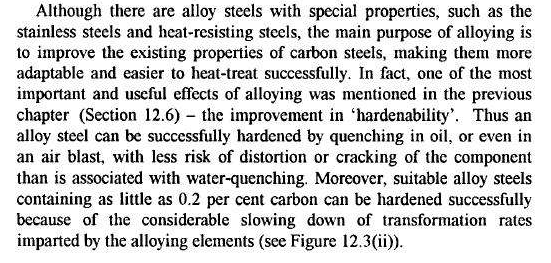 Although there are alloy steels with special properties, such as the
stainless steels and heat-resisting steels, the main purpose of alloying is
to improve the existing properties of carbon steels, making them more
adaptable and easier to heat-treat successfully. In fact, one of the most
important and useful effects of alloying was mentioned in the previous
chapter (Section 12.6) – the improvement in ‘hardenability’. Thus an
alloy steel can be successfully hardened by quenching in oil, or even in
an air blast, with less risk of distortion or cracking of the component
than is associated with water-quenching. Moreover, suitable alloy steels
containing as little as 0.2 per cent carbon can be hardened successfully
because of the considerable slowing down of transformation rates
imparted by the alloying elements (see Figure 12.3(ii)).